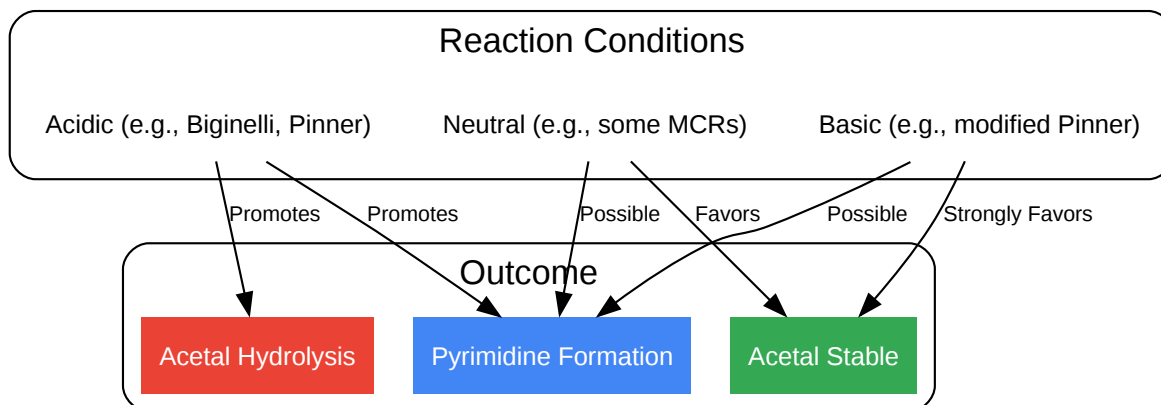 Reaction Conditions
Acidic (e.g., Biginelli, Pinner)
Neutral (e.g., some MCRs)
Basic (e.g., modified Pinner)
Promotes
Promotes
Possible
Favors
Possible
Strongly Favors
Outcome
Acetal Hydrolysis
Pyrimidine Formation
Acetal Stable